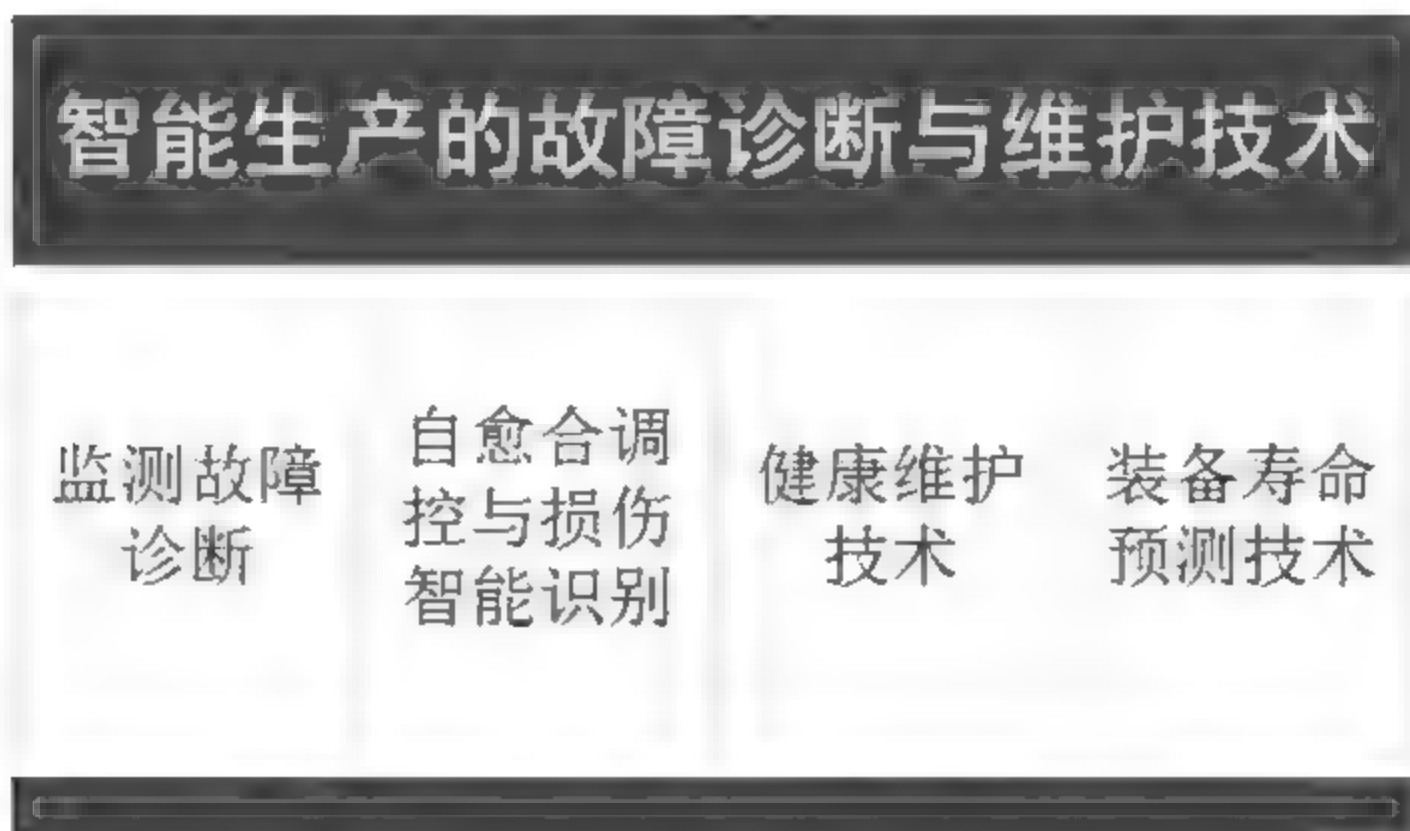 智能生产的故障诊断与维护技术
监测故障
诊断
自愈合调
控与损伤
智能识别
健康维护
技术
装备寿命
预测技术